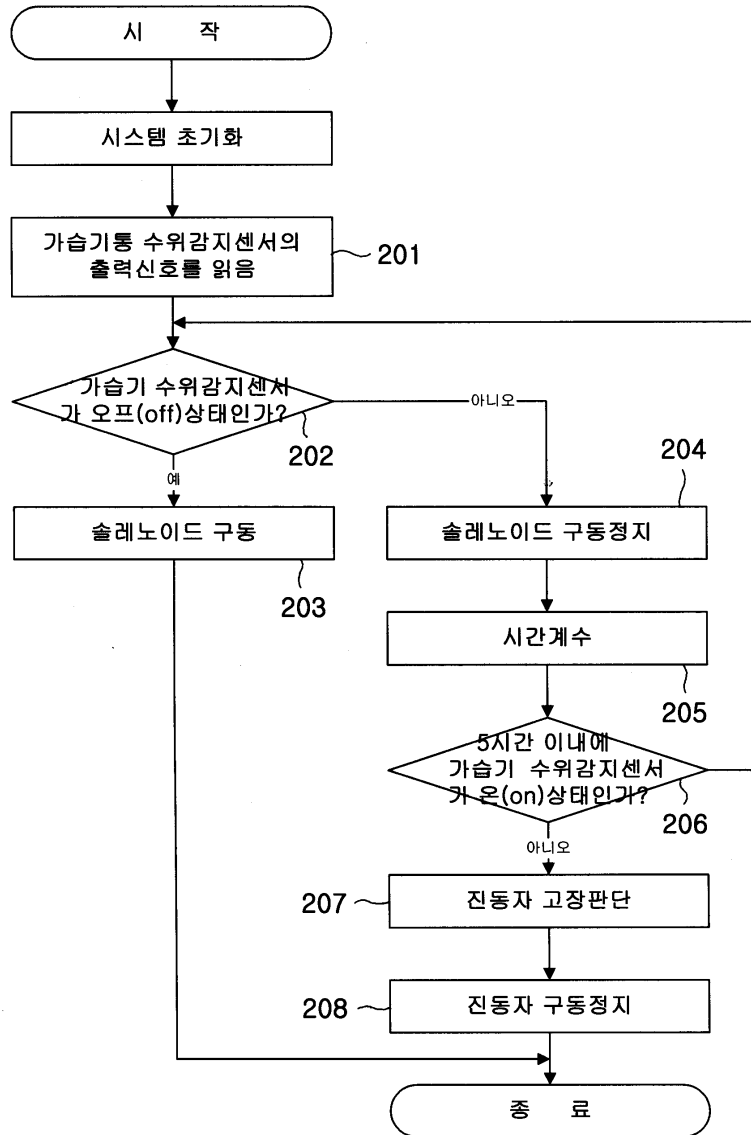 시 작
시스템 초기화
가습기통 수위감지센서의
출력신호를 읽음
201
가습기 수위감지센서
가 오프(off)상태인가?
202
아니오
예
204
솔레노이드 구동
203
솔레노이드 구동정지
시간계수
205
5시간 이내에
가습기 수위감지센서
가 온(on)상태인가?
206
아니오
207
진동자 고장판단
208
진동자 구동정지
종 료